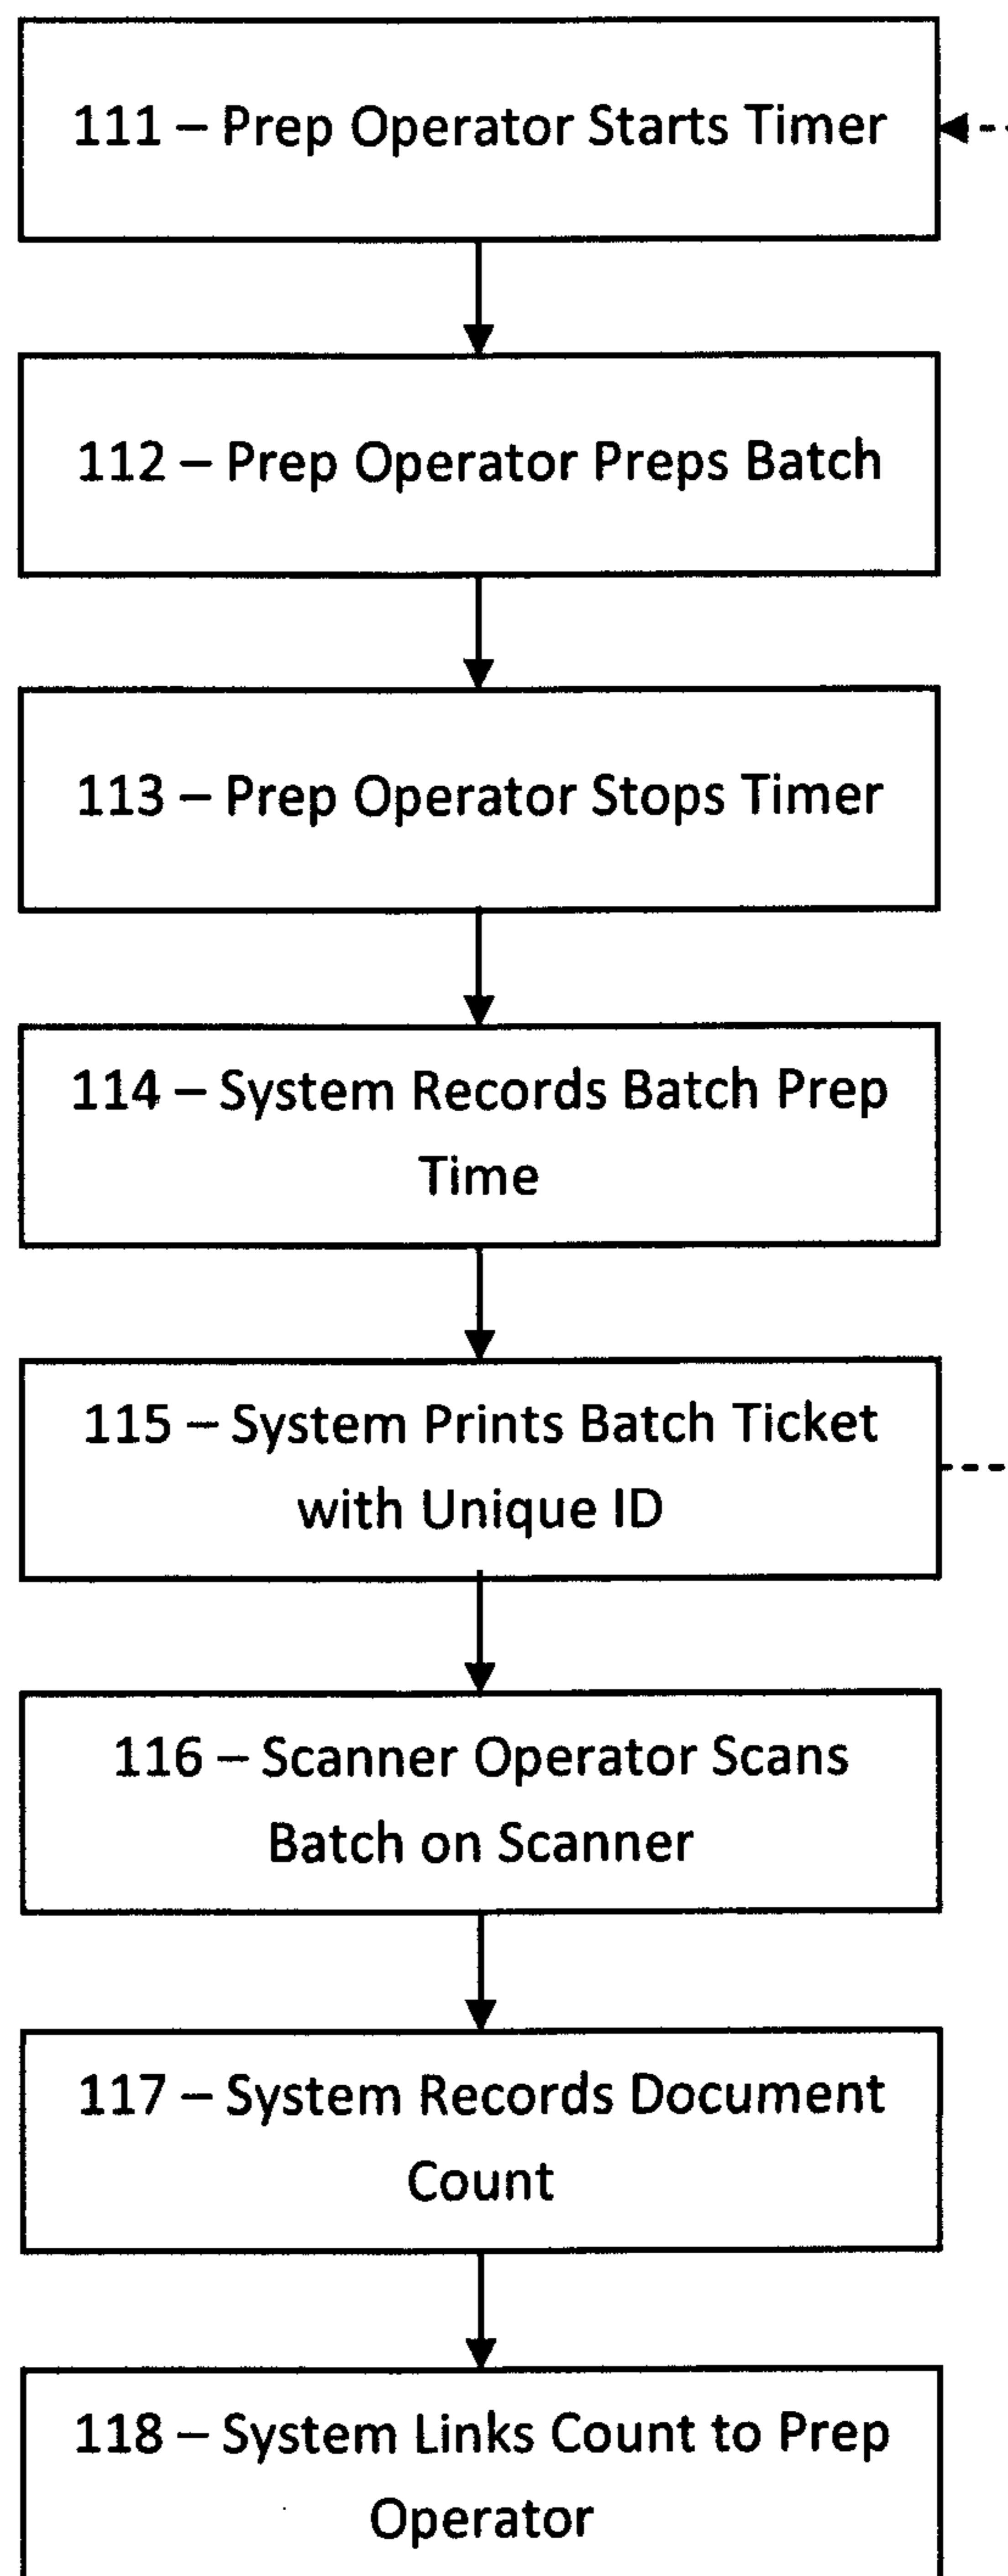 111 – Prep Operator Starts Timer
112 – Prep Operator Preps Batch
113 – Prep Operator Stops Timer
114 – System Records Batch Prep
Time
115 – System Prints Batch Ticket
with Unique ID
116 – Scanner Operator Scans
Batch on Scanner
117 – System Records Document
Count
118 – System Links Count to Prep
Operator